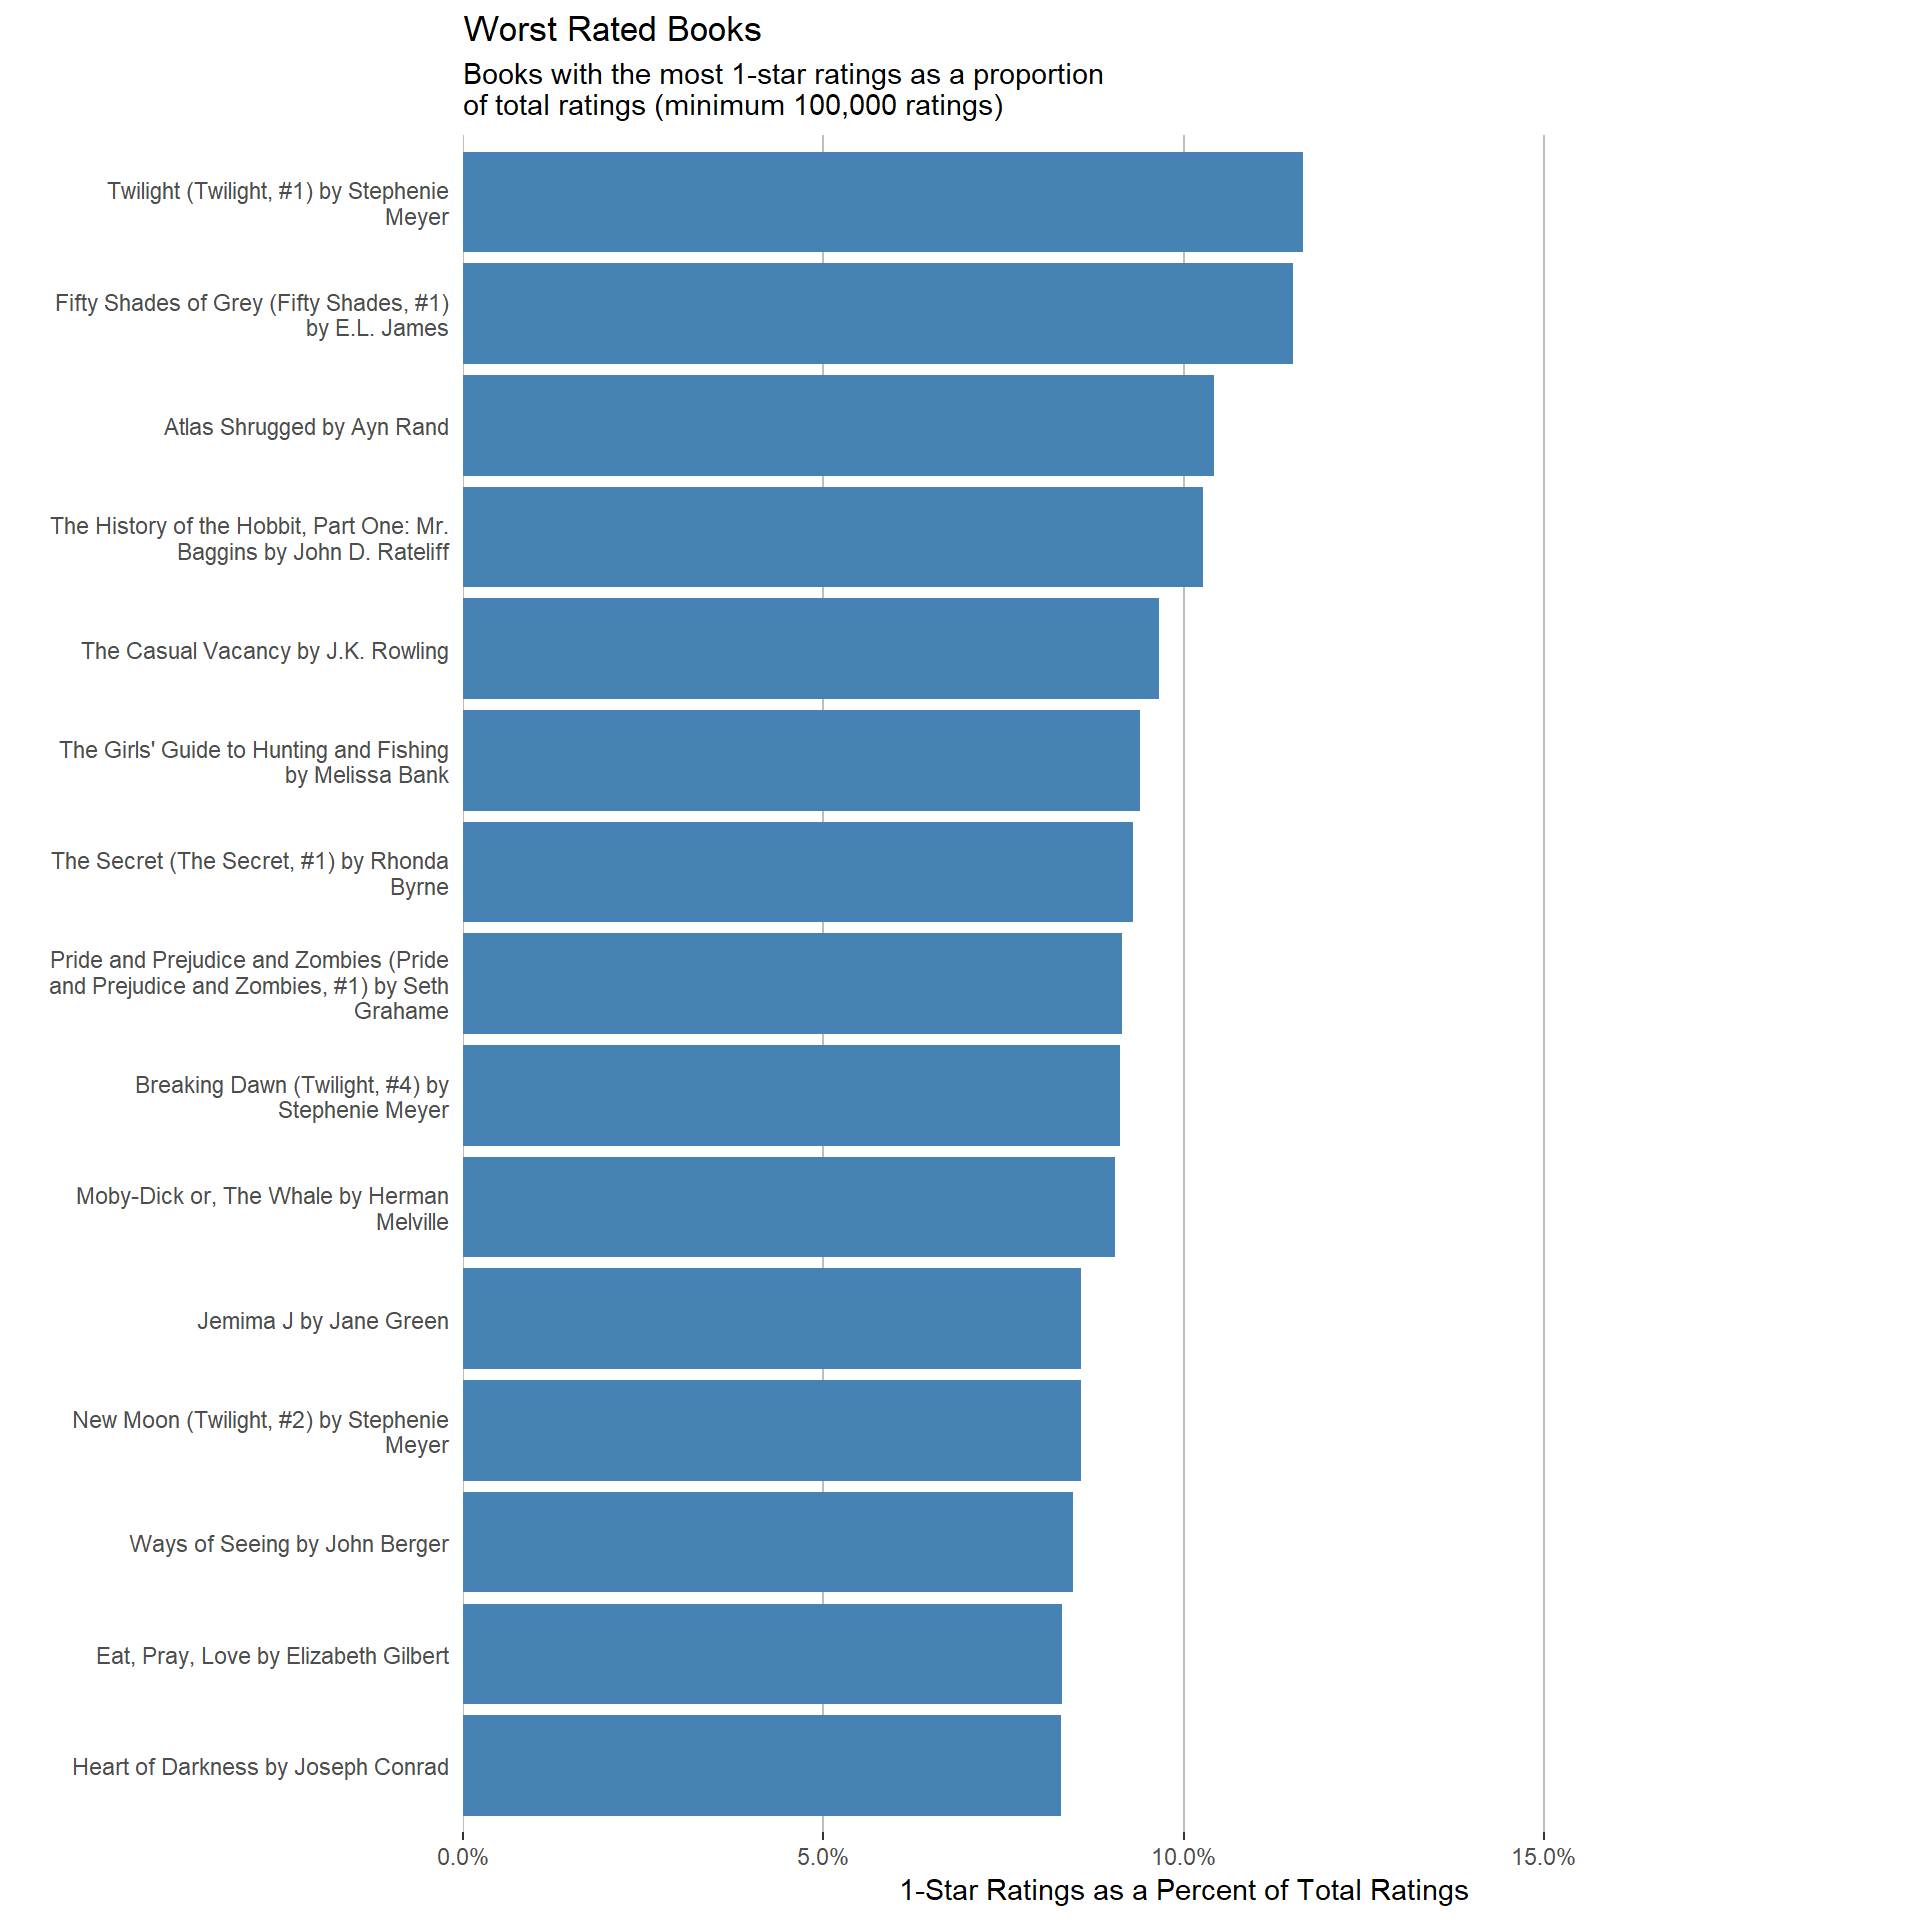 Worst Rated Books
Books with the most 1-star ratings as a proportion
of total ratings (minimum 100,000 ratings)
Twilight (Twilight, #1) by Stephenie
Meyer
Fifty Shades of Grey (Fifty Shades, #1)
by E.L. James
Atlas Shrugged by Ayn Rand
The History of the Hobbit, Part One: Mr.
Baggins by John D. Rateliff
The Casual Vacancy by J.K. Rowling
The Girls' Guide to Hunting and Fishing
by Melissa Bank
The Secret (The Secret, #1) by Rhonda
Byrne
Pride and Prejudice and Zombies (Pride
and Prejudice and Zombies, #1) by Seth
Grahame
Breaking Dawn (Twilight, #4) by
Stephenie Meyer
Moby-Dick or, The Whale by Herman
Melville
Jemima J by Jane Green
New Moon (Twilight, #2) by Stephenie
Meyer
Ways of Seeing by John Berger
Eat, Pray, Love by Elizabeth Gilbert
Heart of Darkness by Joseph Conrad
0.0% 5.0% 10.0% 15.0%
1-Star Ratings as a Percent of Total Ratings